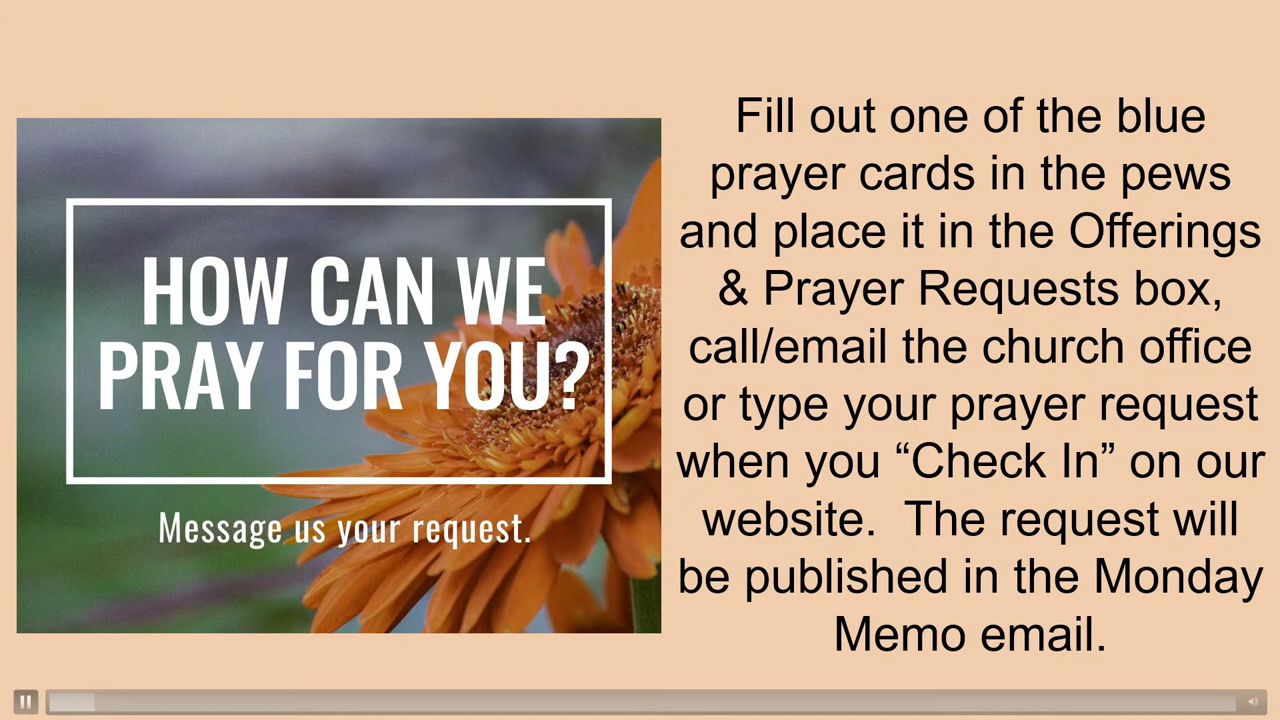 HOW CAN WE
PRAY FOR YOU?
Message us your request.
Fill out one of the blue
prayer cards in the pews
and place it in the Offerings
& Prayer Requests box,
call/email the church office
or type your prayer request
when you “Check In” on our
website.  The request will
be published in the Monday
Memo email.